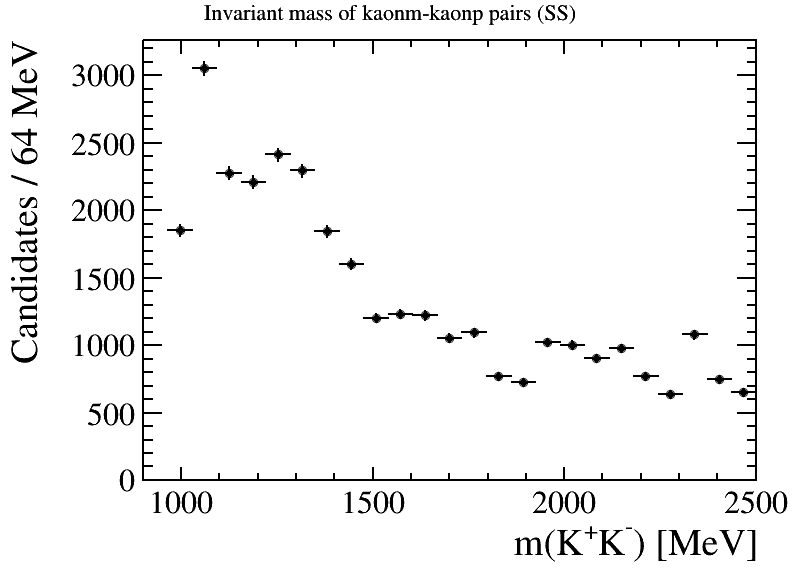 Invariant mass of kaonm-kaonp pairs (SS)
Candidates / 64 MeV
3000
2500
2000
1500
1000
500
0
1000 1500 2000 2500
m(K⁺K⁻) [MeV]